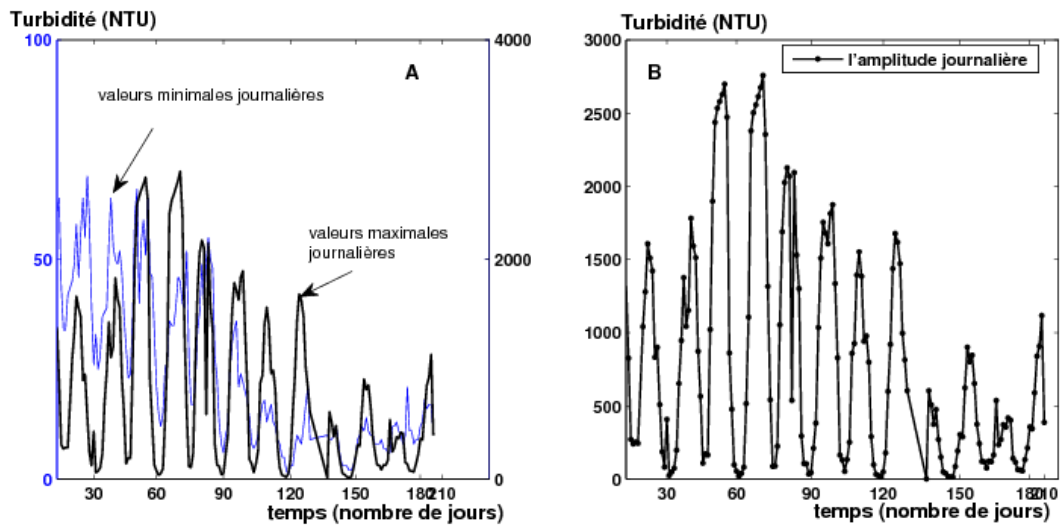 Turbidité (NTU)
100
50
0
4000
2000
0
A
valeurs minimales journalières
valeurs maximales
journalières
30 60 90 120 150 180 210
temps (nombre de jours)
Turbidité (NTU)
3000
2500
2000
1500
1000
500
0
B
l'amplitude journalière
30 60 90 120 150 180 210
temps (nombre de jours)